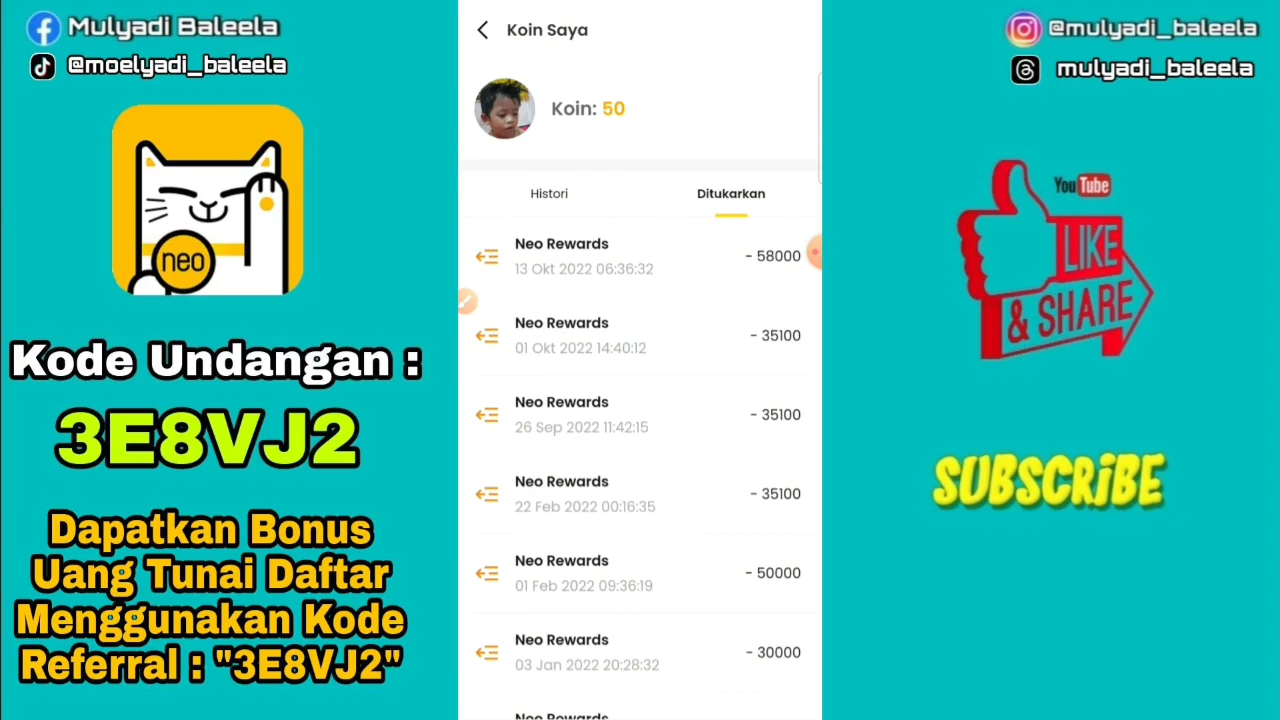 Mulyadi Baleela
@moelyadi_baleela
neo
Kode Undangan :
3E8VJ2
Dapatkan Bonus
Uang Tunai Daftar
Menggunakan Kode
Referral : "3E8VJ2"
Koin Saya
Koin: 50
Histori
Ditukarkan
Neo Rewards
- 58000
13 Okt 2022 06:36:32
Neo Rewards
- 35100
01 Okt 2022 14:40:12
Neo Rewards
- 35100
26 Sep 2022 11:42:15
Neo Rewards
- 35100
22 Feb 2022 00:16:35
Neo Rewards
- 50000
01 Feb 2022 09:36:19
Neo Rewards
- 30000
03 Jan 2022 20:28:32
Neo Rewards
@mulyadi_baleela
mulyadi_baleela
YouTube
LIKE
& SHARE
SUBSCRiBE